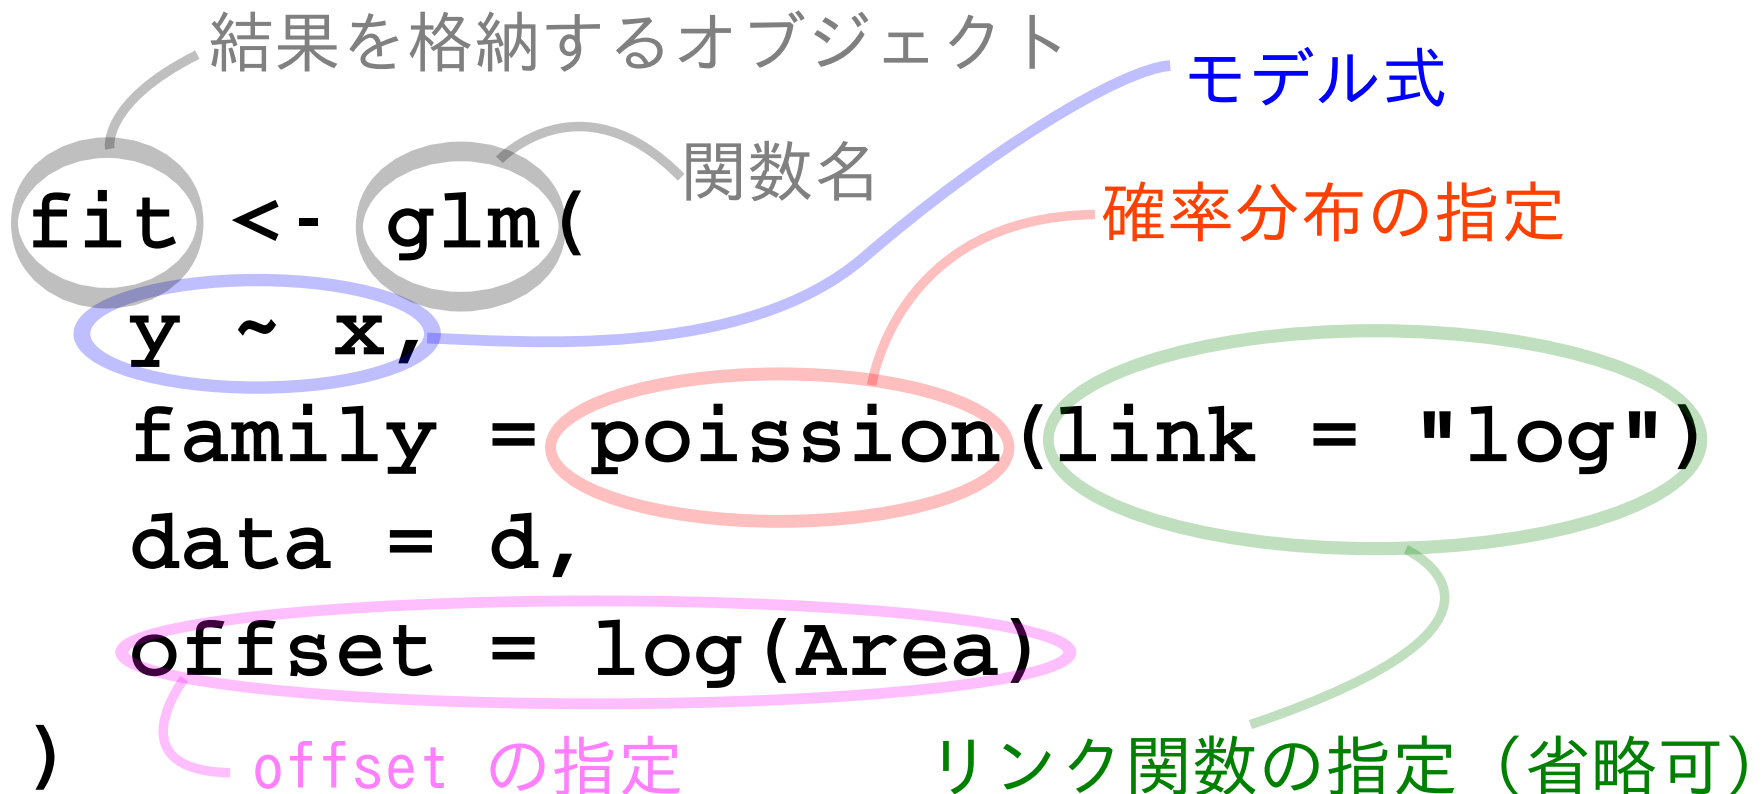 結果を格納するオブジェクト
モデル式
関数名
確率分布の指定
fit <- glm(
y ~ x,
family = poission(link = "log")
data = d,
offset = log(Area)
)
offset の指定
リンク関数の指定（省略可）